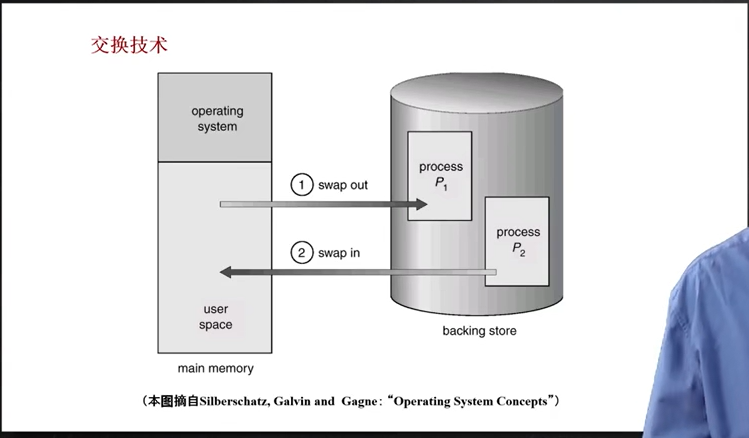 交换技术
operating
system
process
P1
1 swap out
process
P2
2 swap in
user
space
backing store
main memory
（本图摘自Silberschatz, Galvin and Gagne: “Operating System Concepts”）